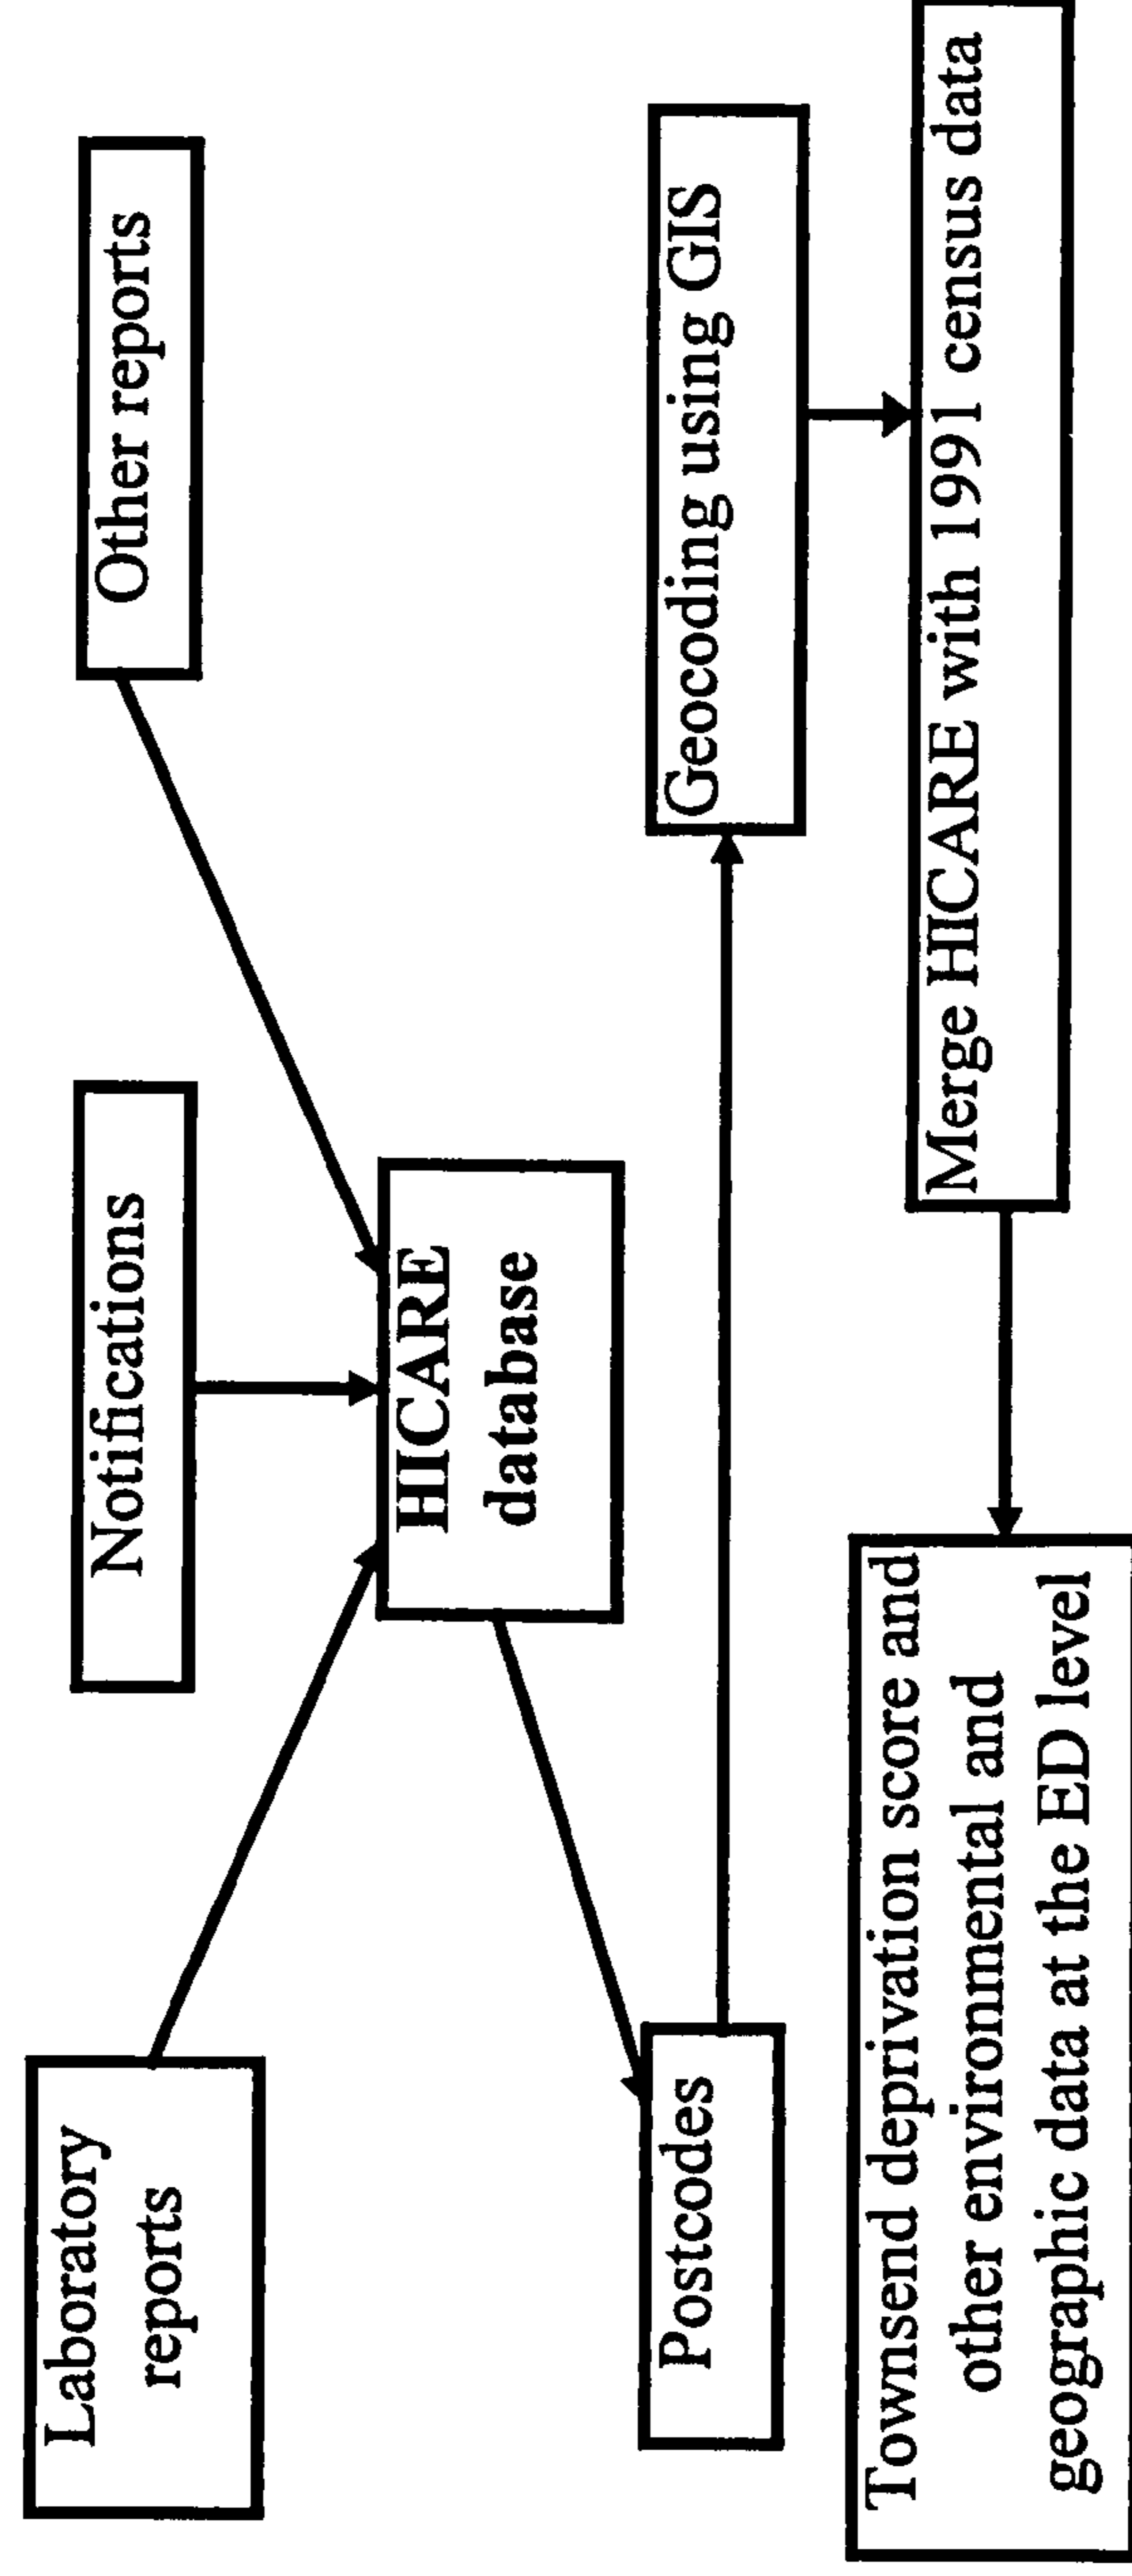 Laboratory
reports
Notifications
Other reports
HICARE
database
Postcodes
Geocoding using GIS
Merge HICARE with 1991 census data
Townsend deprivation score and
other environmental and
geographic data at the ED level